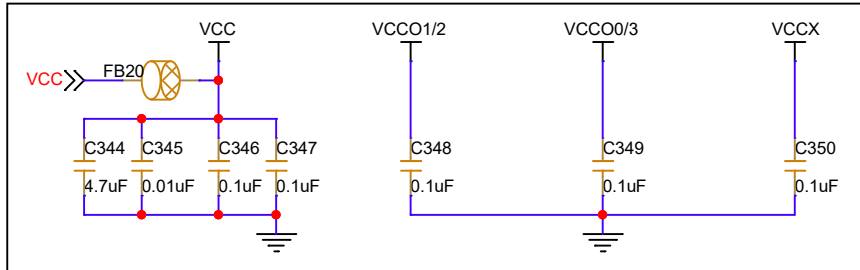 VCC VCCO1/2 VCCO0/3 VCCX
VCC FB20
C344 C345 C346 C347 C348 C349 C350
4.7uF 0.01uF 0.1uF 0.1uF 0.1uF 0.1uF 0.1uF